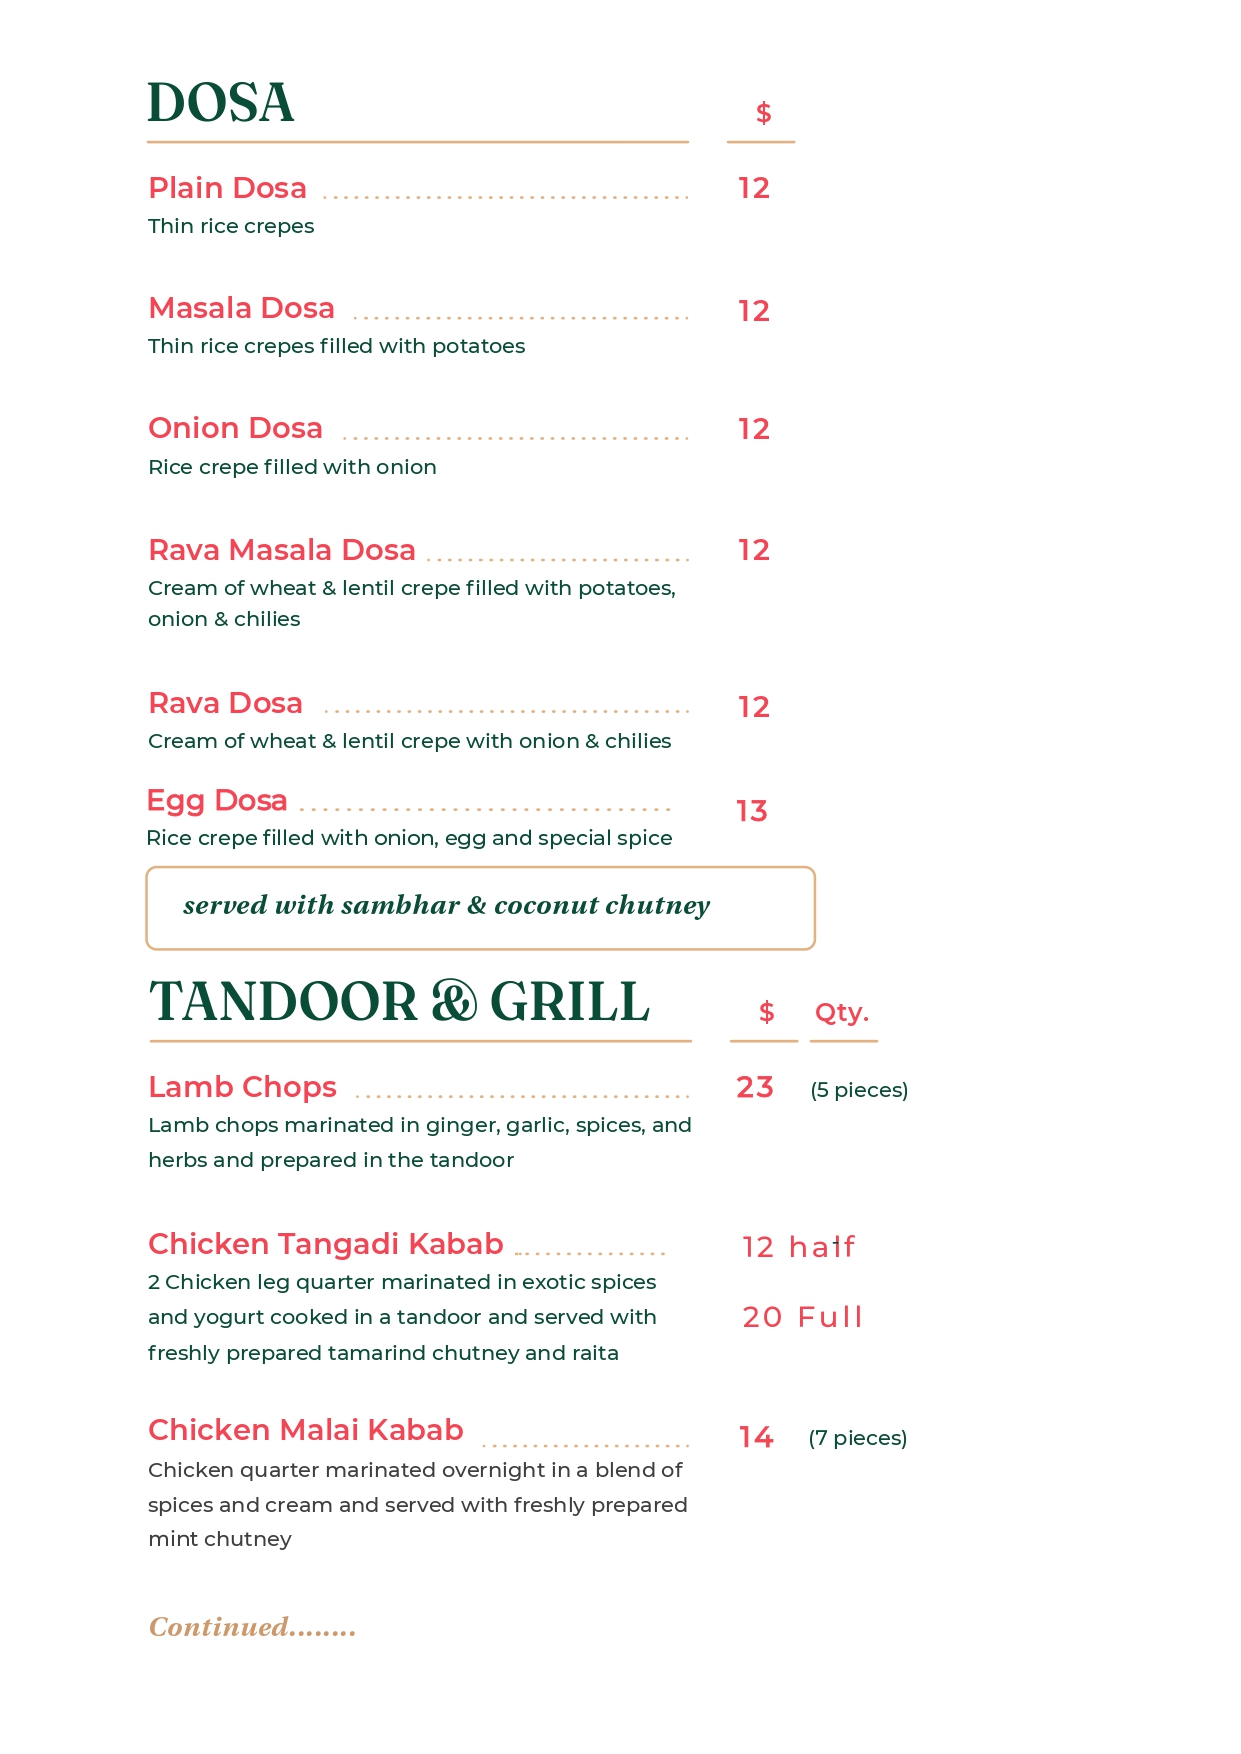 DOSA $
Plain Dosa 12
Thin rice crepes
Masala Dosa 12
Thin rice crepes filled with potatoes
Onion Dosa 12
Rice crepe filled with onion
Rava Masala Dosa 12
Cream of wheat & lentil crepe filled with potatoes,
onion & chilies
Rava Dosa 12
Cream of wheat & lentil crepe with onion & chilies
Egg Dosa 13
Rice crepe filled with onion, egg and special spice
served with sambhar & coconut chutney
TANDOOR & GRILL $ Qty.
Lamb Chops 23 (5 pieces)
Lamb chops marinated in ginger, garlic, spices, and
herbs and prepared in the tandoor
Chicken Tangadi Kabab 12 half
2 Chicken leg quarter marinated in exotic spices
and yogurt cooked in a tandoor and served with 20 Full
freshly prepared tamarind chutney and raita
Chicken Malai Kabab 14 (7 pieces)
Chicken quarter marinated overnight in a blend of
spices and cream and served with freshly prepared
mint chutney
Continued........